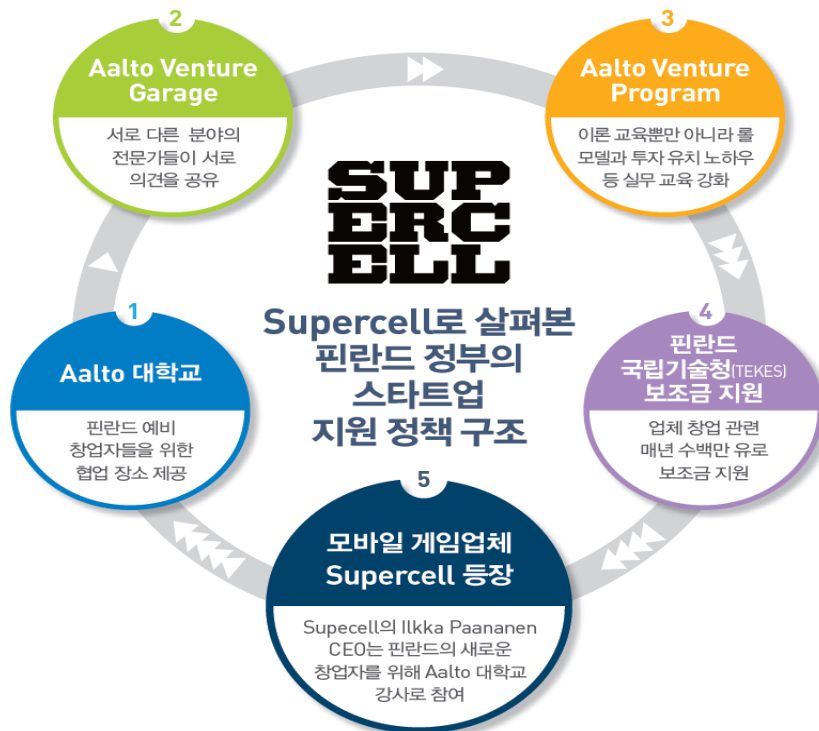 2
Aalto Venture
Garage
서로 다른 분야의
전문가들이 서로
의견을 공유
3
Aalto Venture
Program
이론 교육뿐만 아니라 롤
모델과 투자 유치 노하우
등 실무 교육 강화
SUP
ERC
ELL
Supercell로 살펴본
핀란드 정부의
스타트업
지원 정책 구조
1
Aalto 대학교
핀란드 예비
창업자들을 위한
협업 장소 제공
4
핀란드
국립기술청(TEKES)
보조금 지원
업체 창업 관련
매년 수백만 유로
보조금 지원
5
모바일 게임업체
Supercell 등장
Supecell의 Ilkka Paananen
CEO는 핀란드의 새로운
창업자를 위해 Aalto 대학교
강사로 참여